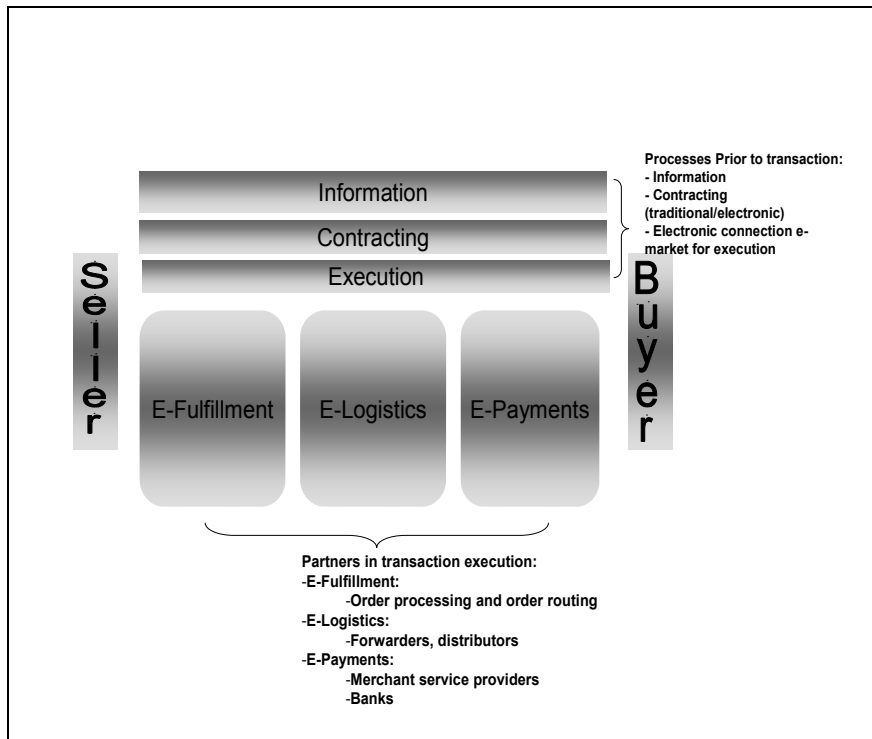 Processes Prior to transaction:
- Information
- Contracting
(traditional/electronic)
- Electronic connection e-
market for execution
Information
Contracting
Execution
Seller
Buyer
E-Fulfillment
E-Logistics
E-Payments
Partners in transaction execution:
-E-Fulfillment:
-Order processing and order routing
-E-Logistics:
-Forwarders, distributors
-E-Payments:
-Merchant service providers
-Banks